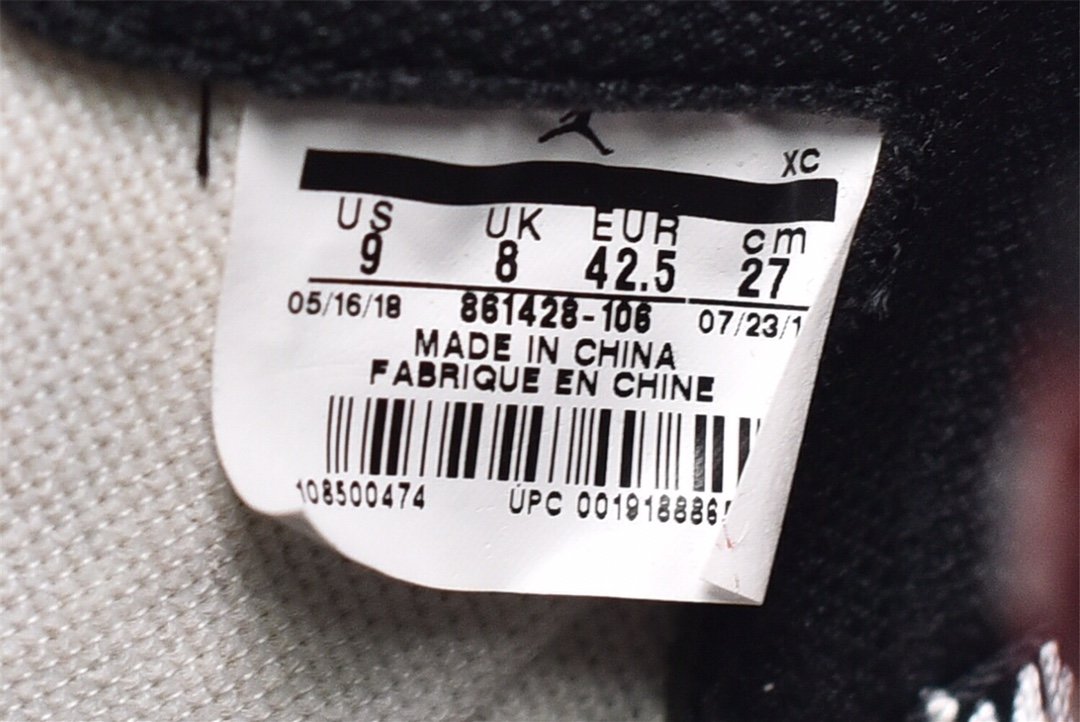 XC
US UK EUR cm
9 8 42.5 27
05/16/18 861428-106 07/23/1
MADE IN CHINA
FABRIQUE EN CHINE
108500474 UPC 001918886